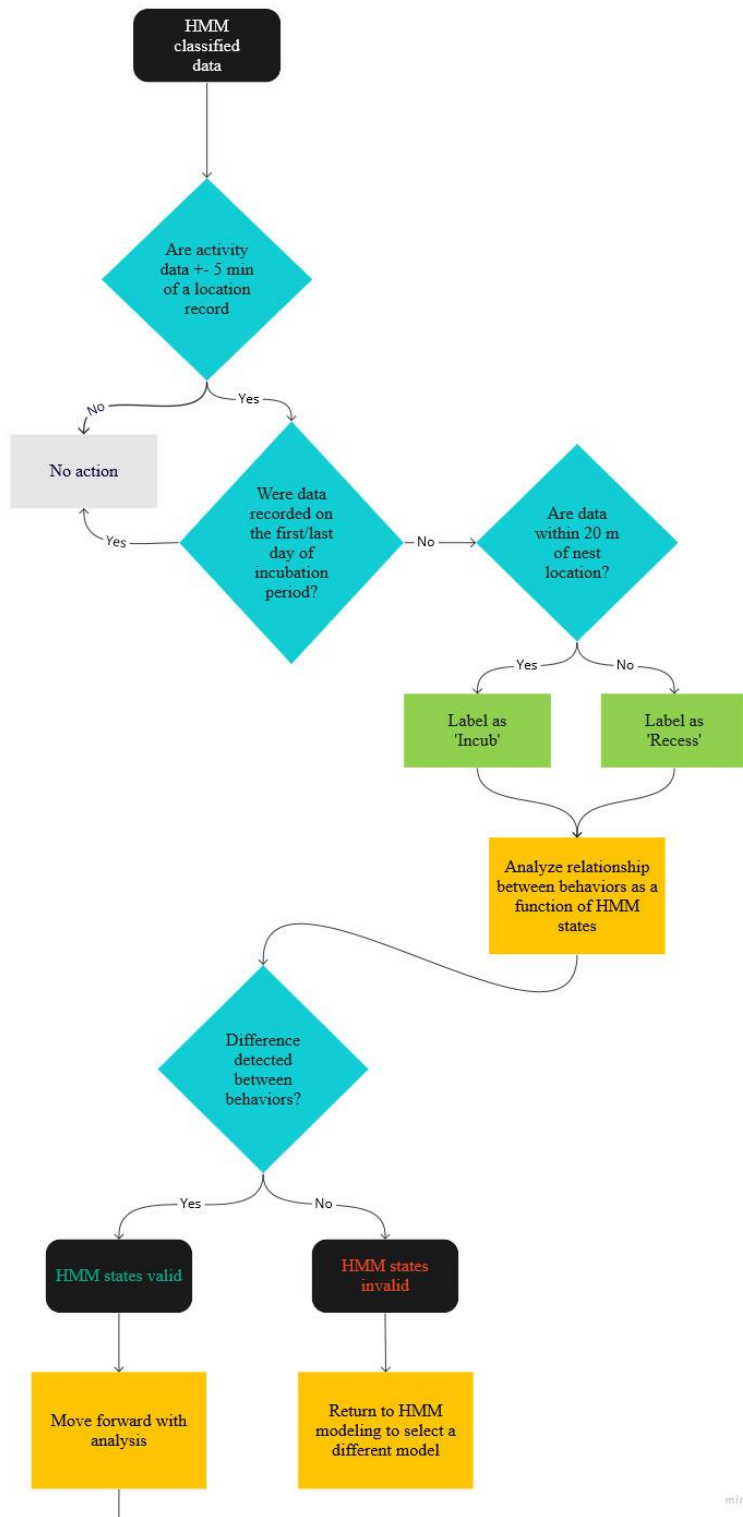 HMM
classified
data
Are activity
data +- 5 min
of a location
record
No
Yes
No action
Were data
recorded on
the first/last
day of
incubation
period?
Yes
No
Are data
within 20 m
of nest
location?
Yes
No
Label as
'Incub'
Label as
'Recess'
Analyze relationship
between behaviors as a
function of HMM
states
Difference
detected
between
behaviors?
Yes
No
HMM states valid
HMM states
invalid
Move forward with
analysis
Return to HMM
modeling to select a
different model